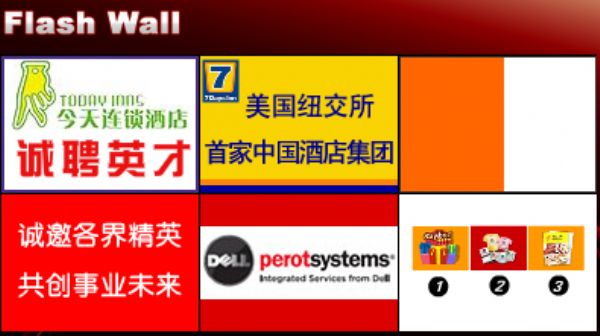 Flash Wall
TODAY INNS
今天连锁酒店
诚聘英才
7
7Days Inn
美国纽交所
首家中国酒店集团
诚邀各界精英
共创事业未来
DELL perotsystems®
Integrated Services from Dell
1 2 3